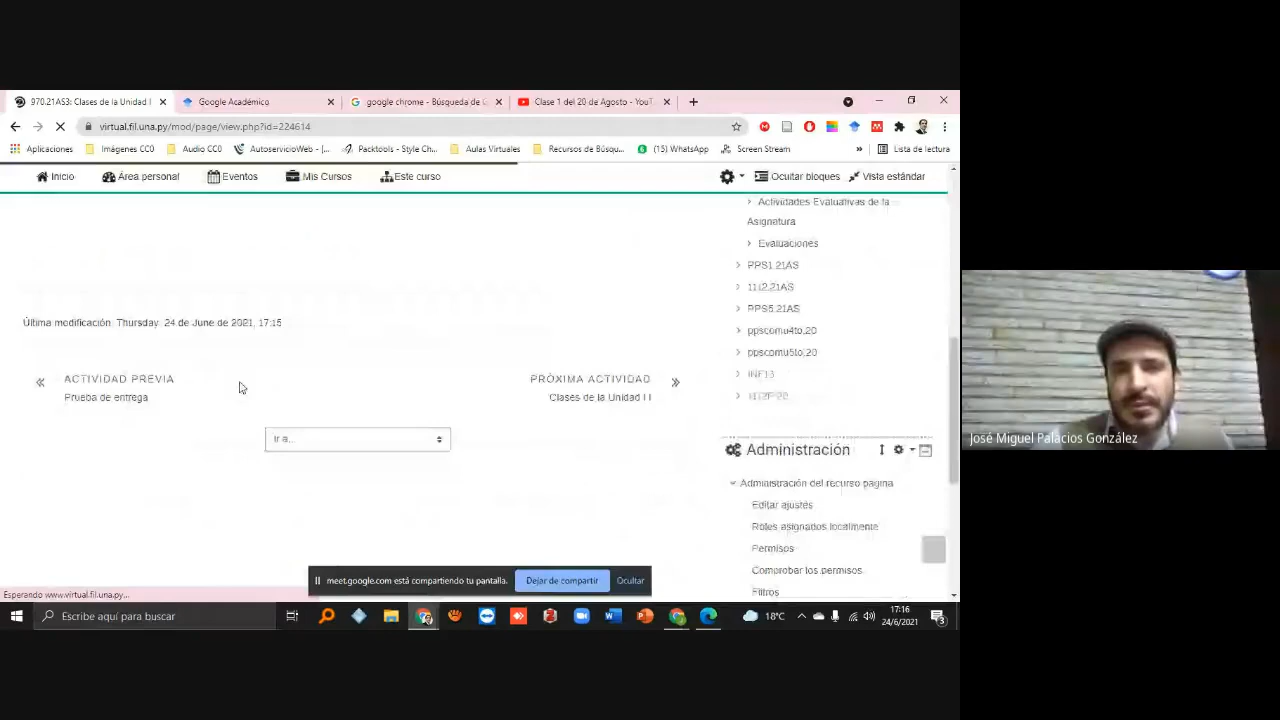 970.21AS3: Clases de la Unidad I
Google Académico
google chrome - Búsqueda de G
Clase 1 del 20 de Agosto - YouT
virtual.fil.una.py/mod/page/view.php?id=224614
Aplicaciones
Imágenes CC0
Audio CC0
AutoservicioWeb - |...
Packtools - Style Ch...
Aulas Virtuales
Recursos de Búsqu...
(15) WhatsApp
Screen Stream
»
Lista de lectura
Inicio
Área personal
Eventos
Mis Cursos
Este curso
Ocultar bloques
Vista estándar
Actividades Evaluativas de la
Asignatura
Evaluaciones
PPS1.21AS
PPS5.21AS
ppscomu4to.20
ppscomu5to.20
Última modificación: Thursday, 24 de June de 2021, 17:15
ACTIVIDAD PREVIA
Prueba de entrega
PRÓXIMA ACTIVIDAD
Clases de la Unidad I I
Ir a...
Administración
Administración del recurso página
Editar ajustes
Roles asignados localmente
Permisos
Comprobar los permisos
Filtros
meet.google.com está compartiendo tu pantalla.
Dejar de compartir
Ocultar
Esperando www.virtual.fil.una.py...
Escribe aquí para buscar
18°C
17:16
24/6/2021
3
José Miguel Palacios González